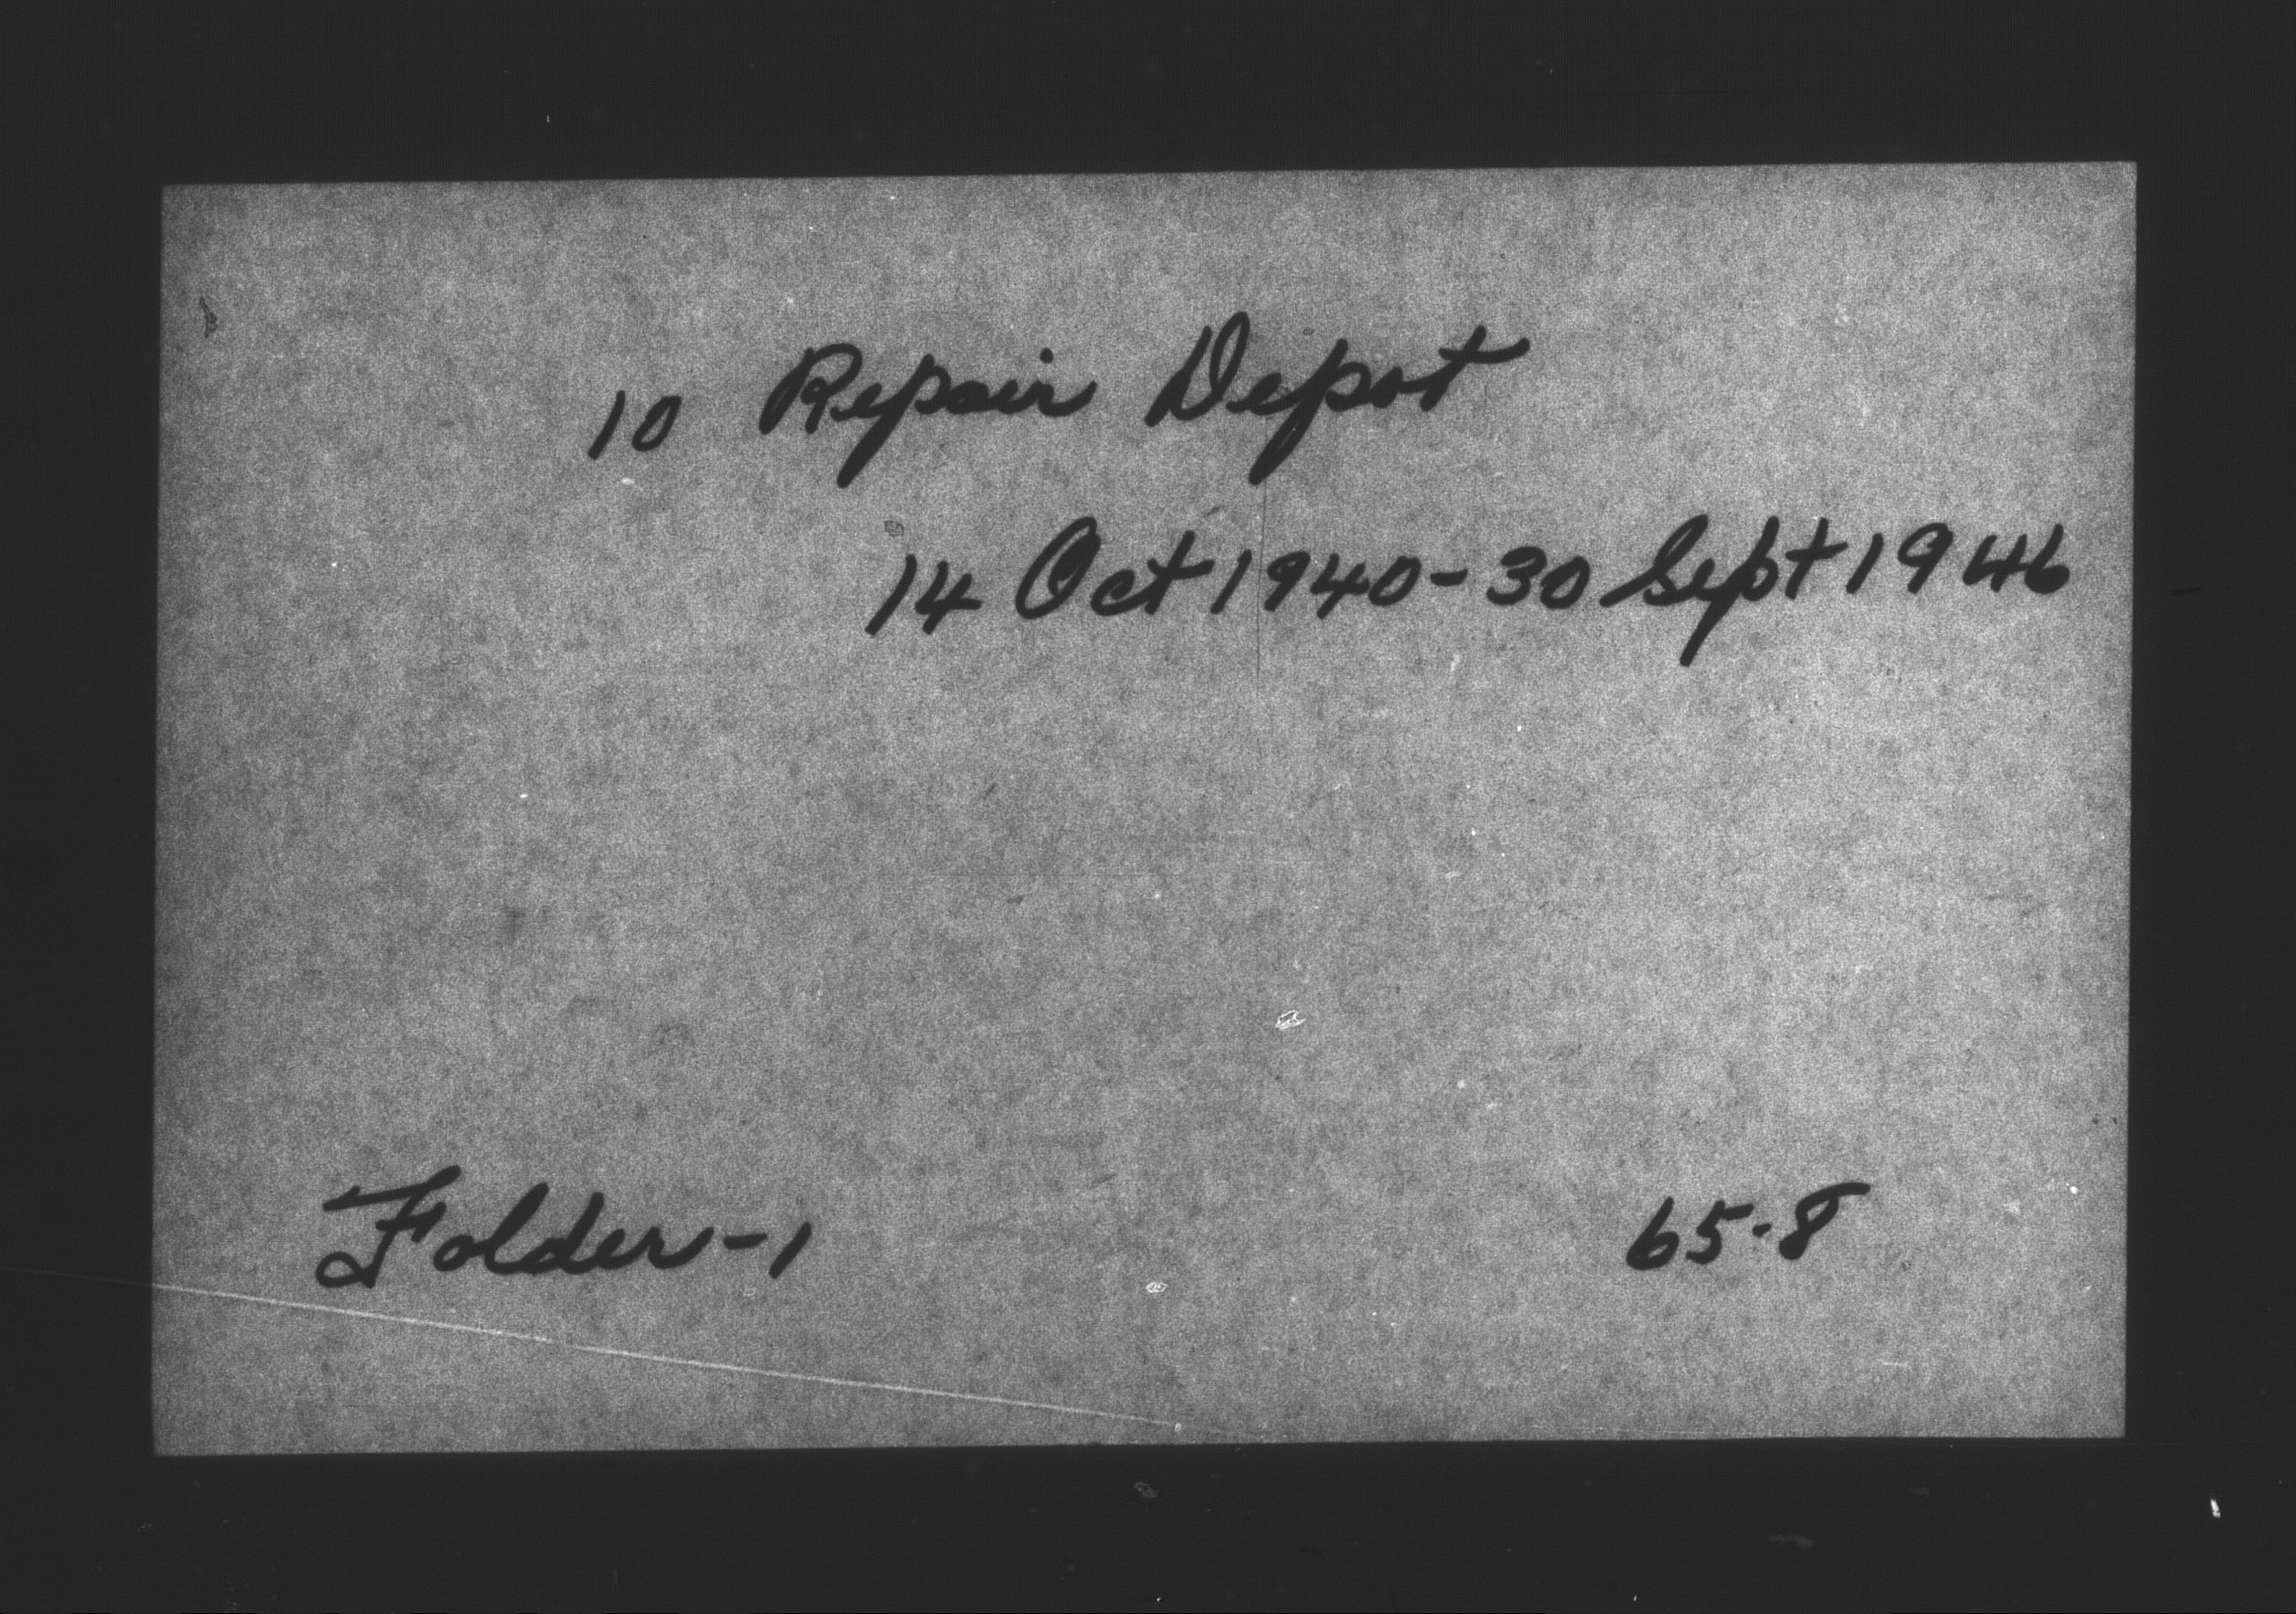 10 Repair Depot
14 Oct 1940-30 Sept 1946
Folder-1
65-8